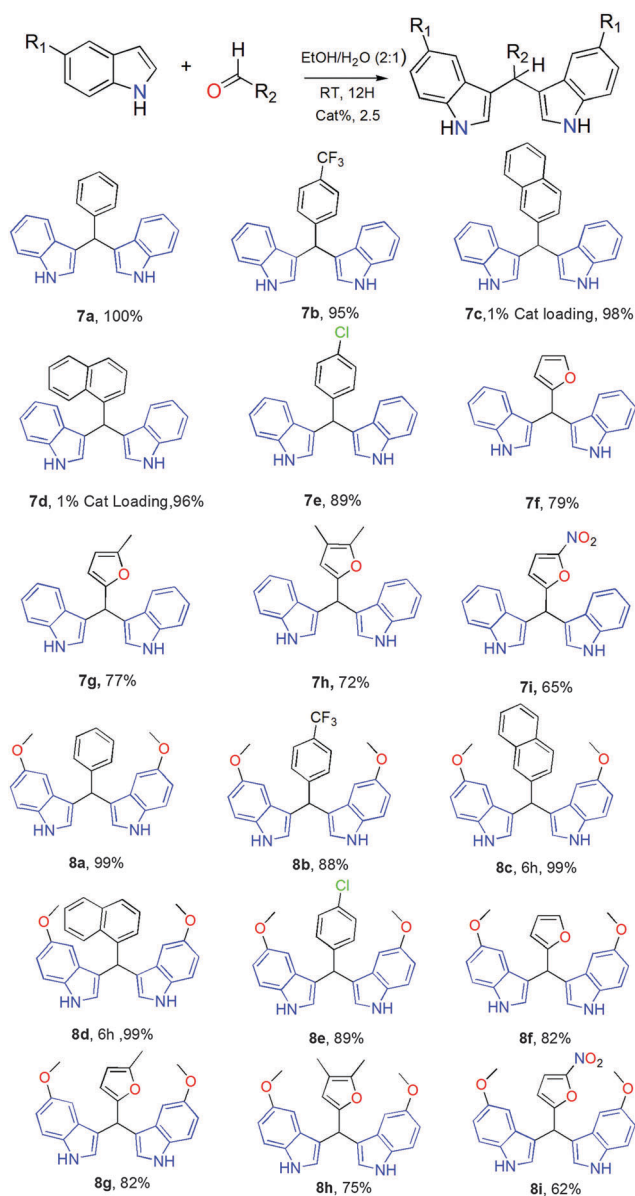 R1 R1
H R2
EtOH/H2O (2:1)
+ H
O R2
RT, 12H
N
H
Cat%, 2.5
HN NH
CF3
HN NH HN NH HN NH
7a, 100% 7b, 95% 7c,1% Cat loading, 98%
Cl
O
HN NH HN NH HN NH
7d, 1% Cat Loading,96% 7e, 89% 7f, 79%
NO2
O O O
HN NH HN NH HN NH
7g, 77% 7h, 72% 7i, 65%
CF3
O O O O O O
HN NH HN NH HN NH
8a, 99% 8b, 88% 8c, 6h, 99%
Cl
O O O O O O O
HN NH HN NH HN NH
8d, 6h ,99% 8e, 89% 8f, 82%
NO2
O O O O O O O O O
HN NH HN NH HN NH
8g, 82% 8h, 75% 8i, 62%